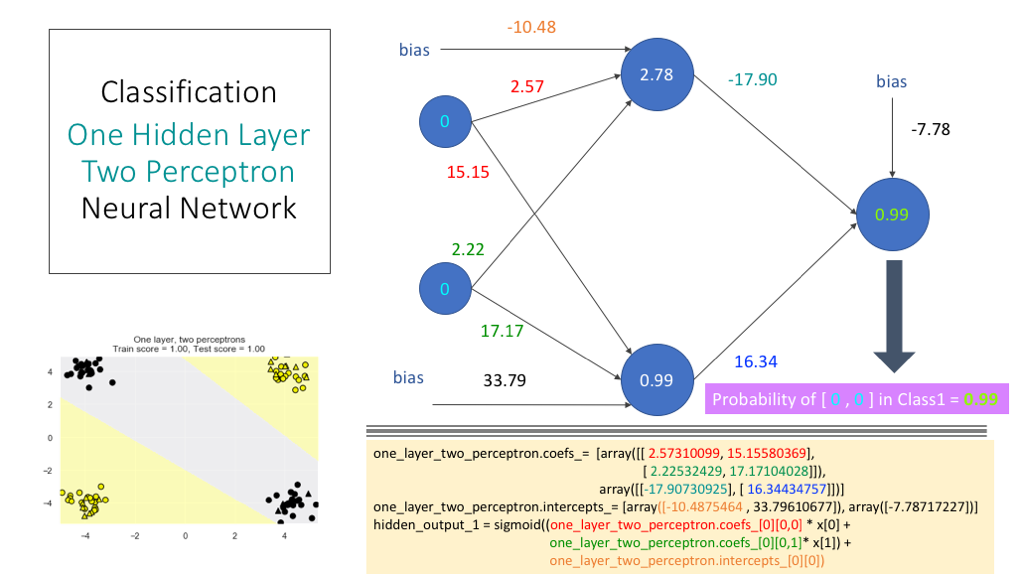 Classification
One Hidden Layer
Two Perceptron
Neural Network
bias
-10.48
2.78
2.57
0
15.15
-17.90
bias
-7.78
0.99
2.22
0
17.17
bias
33.79
0.99
16.34
Probability of [ 0 , 0 ] in Class1 = 0.99
One layer, two perceptrons
Train score = 1.00, Test score = 1.00
4
2
0
−2
−4
−4
−2
0
2
4
one_layer_two_perceptron.coefs_= [array([[ 2.57310099, 15.15580369],
[ 2.22532429, 17.17104028]]),
array([[-17.90730925], [ 16.34434757]])]
one_layer_two_perceptron.intercepts_= [array([-10.4875464 , 33.79610677]), array([-7.78717227])]
hidden_output_1 = sigmoid((one_layer_two_perceptron.coefs_[0][0,0] * x[0] +
one_layer_two_perceptron.coefs_[0][0,1]* x[1]) +
one_layer_two_perceptron.intercepts_[0][0])